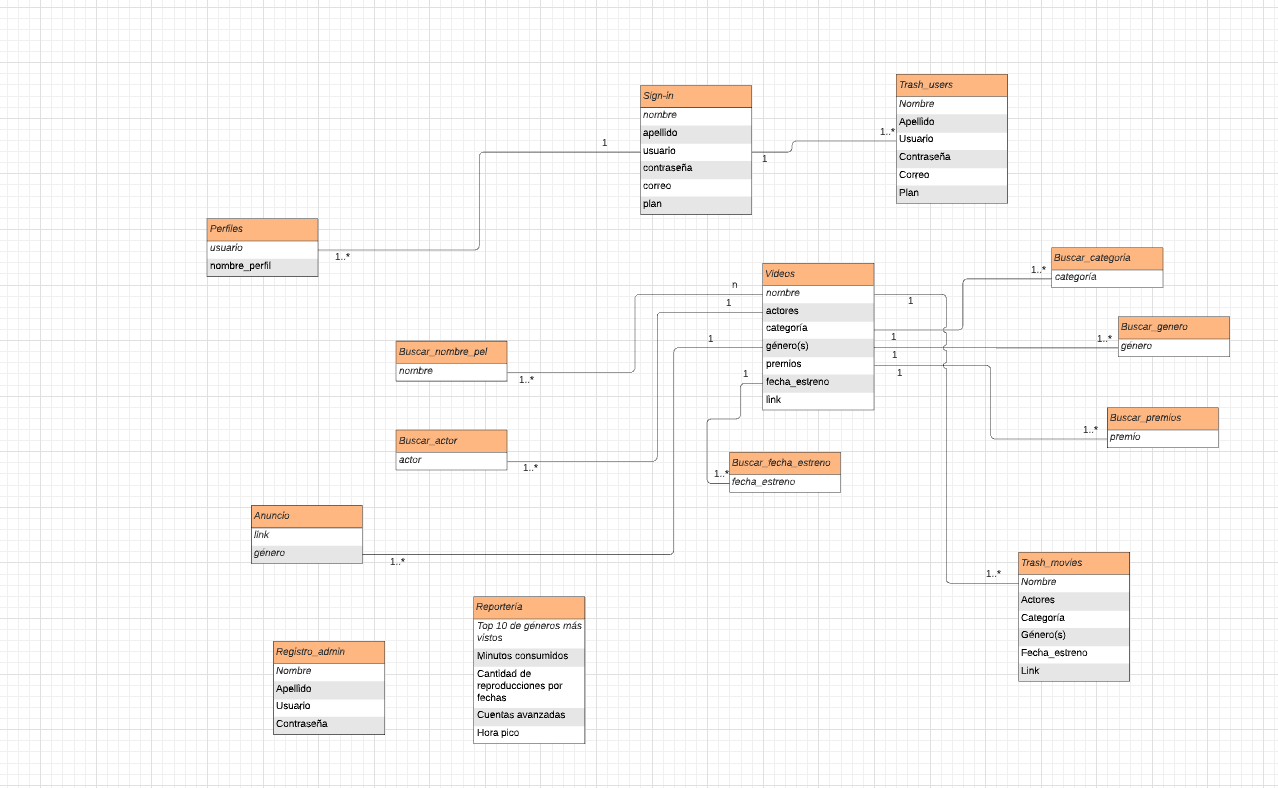 Sign-in
nombre
apellido
usuario
contraseña
correo
plan
Trash_users
Nombre
Apellido
Usuario
Contraseña
Correo
Plan
1
1
1..*
Perfiles
usuario
nombre_perfil
1..*
Videos
nombre
actores
categoría
género(s)
premios
fecha_estreno
link
n
1
1
1
1
1
1
1
Buscar_categoria
categoría
1..*
Buscar_genero
género
1..*
Buscar_nombre_pel
nombre
1..*
Buscar_premios
premio
1..*
Buscar_actor
actor
1..*
Buscar_fecha_estreno
fecha_estreno
1..*
Anuncio
link
género
1..*
Trash_movies
Nombre
Actores
Categoría
Género(s)
Fecha_estreno
Link
1..*
Reportería
Top 10 de géneros más
vistos
Minutos consumidos
Cantidad de
reproducciones por
fechas
Cuentas avanzadas
Hora pico
Registro_admin
Nombre
Apellido
Usuario
Contraseña